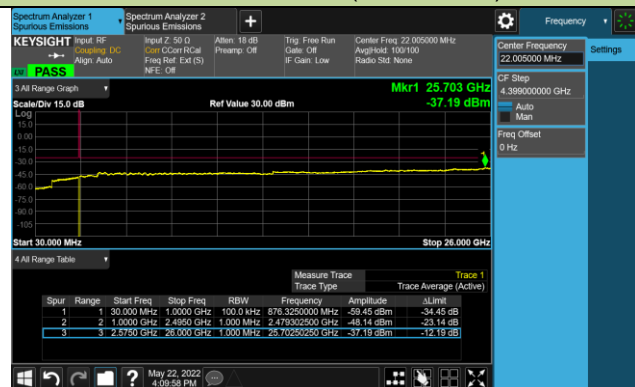 Spectrum Analyzer 1
Spurious Emissions
Spectrum Analyzer 2
Spurious Emissions
Frequency
KEYSIGHT
Input: RF
Coupling: DC
Align: Auto
Input Z: 50 Ω
Corr CCorr RCal
Freq Ref: Ext (S)
NFE: Off
Atten: 18 dB
Preamp: Off
Trig: Free Run
Gate: Off
IF Gain: Low
Center Freq: 22.005000 MHz
Avg|Hold: 100/100
Radio Std: None
PASS
Center Frequency
22.005000 MHz
Settings
CF Step
4.399000000 GHz
Auto
Man
Freq Offset
0 Hz
3 All Range Graph
Mkr1 25.703 GHz
-37.19 dBm
Scale/Div 15.0 dB
Ref Value 30.00 dBm
Log
15.0
0.00
-15.0
-30.0
-45.0
-60.0
-75.0
-90.0
-105
1
Start 30.000 MHz
Stop 26.000 GHz
4 All Range Table
Measure Trace Trace 1
Trace Type Trace Average (Active)
Spur Range Start Freq Stop Freq RBW Frequency Amplitude ΔLimit
1 1 30.000 MHz 1.0000 GHz 100.0 kHz 876.3250000 MHz -59.45 dBm -34.45 dB
2 2 1.0000 GHz 2.4950 GHz 1.000 MHz 2.479302500 GHz -48.14 dBm -23.14 dB
3 3 2.5750 GHz 26.000 GHz 1.000 MHz 25.70250250 GHz -37.19 dBm -12.19 dB
May 22, 2022
4:09:58 PM